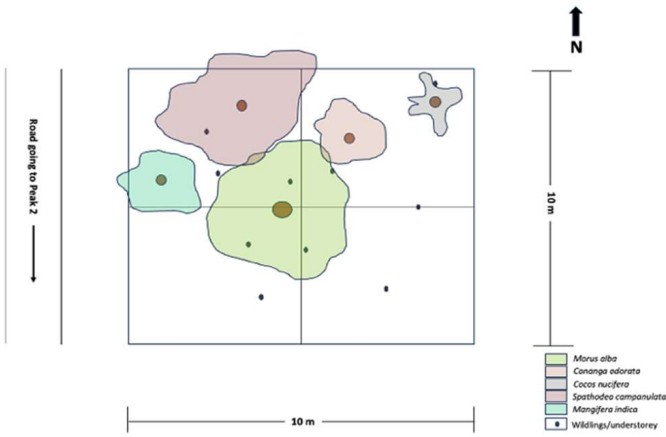 N
Road going to Peak 2
10 m
Morus alba
Cananga odorata
Cocos nucifera
Spathodea campanulata
Mangifera indica
Wildlings/understorey
10 m